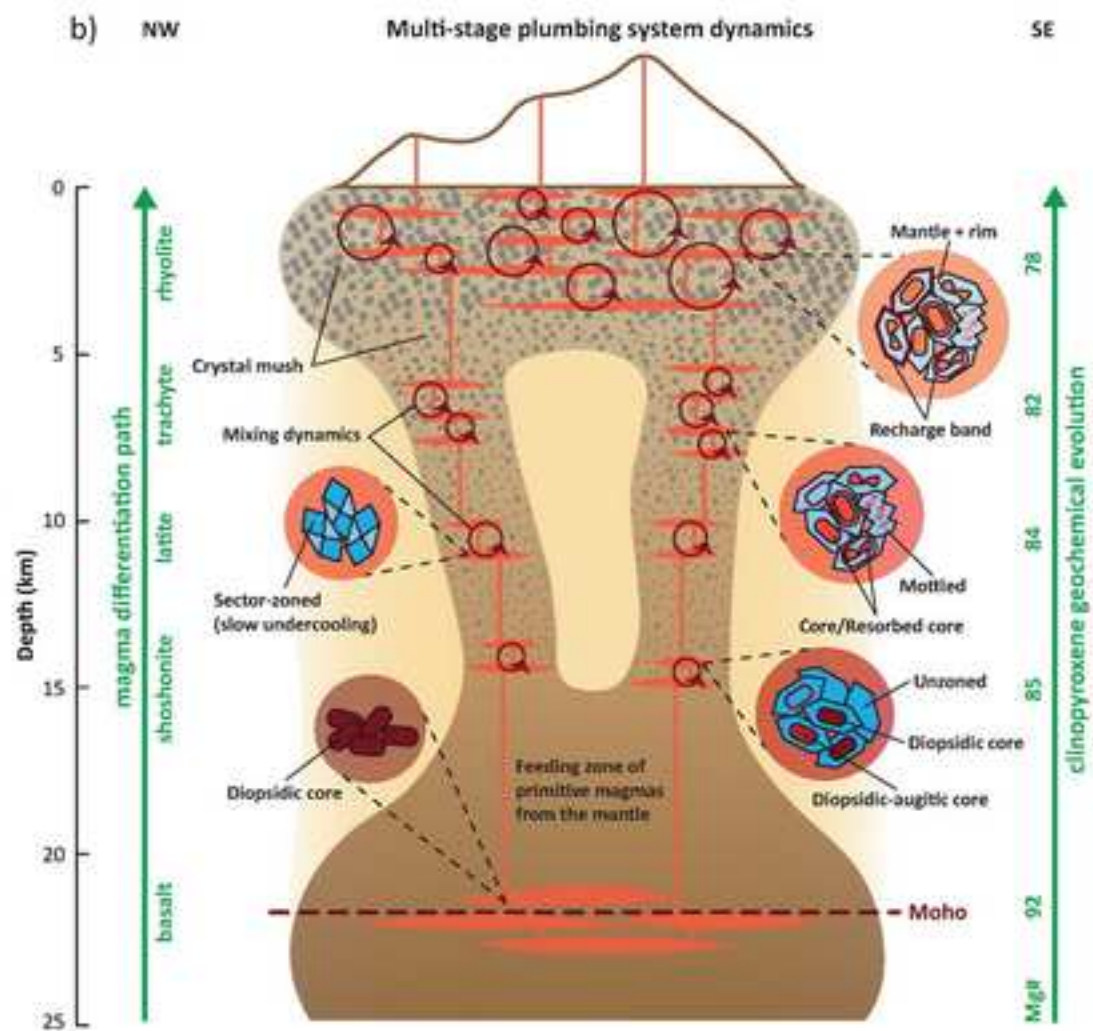 b)
NW
Multi-stage plumbing system dynamics
SE
0
5
10
15
20
25
Depth (km)
magma differentiation path
rhyolite
trachyte
latite
shoshonite
basalt
Crystal mush
Mixing dynamics
Sector-zoned
(slow undercooling)
Diopsidic core
Feeding zone of
primitive magmas
from the mantle
Mantle + rim
Recharge band
Mottled
Core/Resorbed core
Unzoned
Diopsidic core
Diopsidic-augitic core
Moho
78
82
84
85
92
Mg#
clinopyroxene geochemical evolution